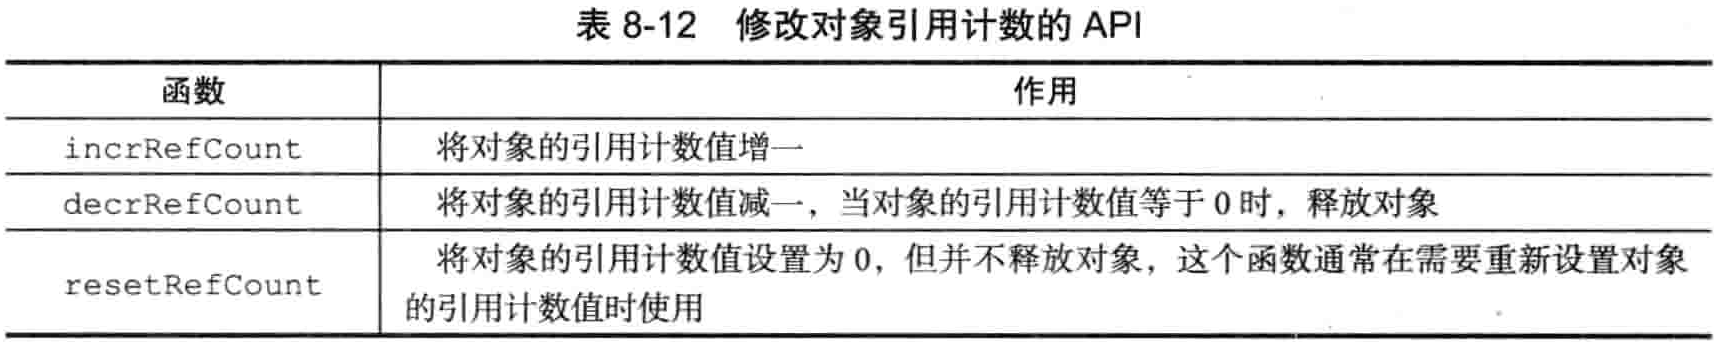 表 8-12 修改对象引用计数的 API
函数 作用
incrRefCount 将对象的引用计数值增一
decrRefCount 将对象的引用计数值减一，当对象的引用计数值等于 0 时，释放对象
resetRefCount 将对象的引用计数值设置为 0，但并不释放对象，这个函数通常在需要重新设置对象
的引用计数值时使用